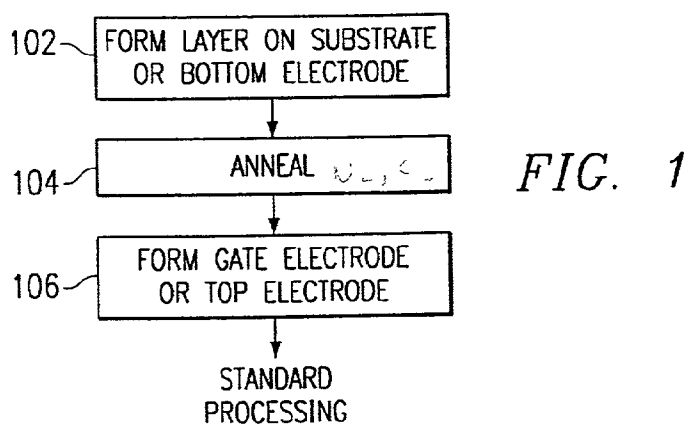 102
FORM LAYER ON SUBSTRATE
OR BOTTOM ELECTRODE
104
ANNEAL
FIG. 1
106
FORM GATE ELECTRODE
OR TOP ELECTRODE
STANDARD
PROCESSING